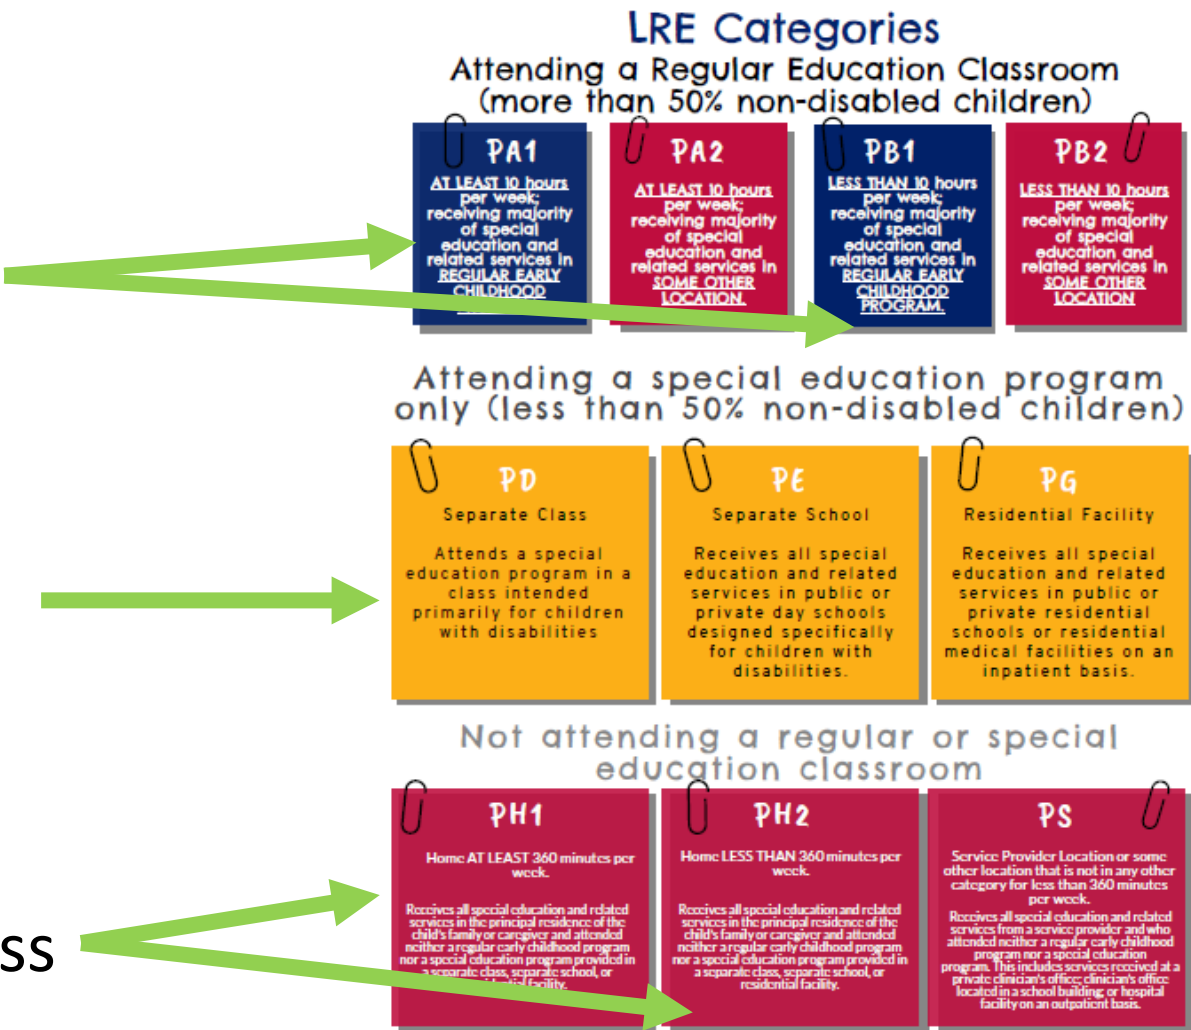 LRE Categories
Attending a Regular Education Classroom
(more than 50% non-disabled children)
PA1
AT LEAST 10 hours
per week;
receiving majority
of special
education and
related services in
REGULAR EARLY
CHILDHOOD
PA2
AT LEAST 10 hours
per week;
receiving majority
of special
education and
related services in
SOME OTHER
LOCATION.
PB1
LESS THAN 10 hours
per week;
receiving majority
of special
education and
related services in
REGULAR EARLY
CHILDHOOD
PROGRAM.
PB2
LESS THAN 10 hours
per week;
receiving majority
of special
education and
related services in
SOME OTHER
LOCATION
Attending a special education program
only (less than 50% non-disabled children)
PD
Separate Class
Attends a special
education program in a
class intended
primarily for children
with disabilities
PE
Separate School
Receives all special
education and related
services in public or
private day schools
designed specifically
for children with
disabilities.
PG
Residential Facility
Receives all special
education and related
services in public or
private residential
schools or residential
medical facilities on an
inpatient basis.
Not attending a regular or special
education classroom
ss
PH1
Home AT LEAST 360 minutes per
week.
Receives all special education and related
services in the principal residence of the
child's family or caregiver and attended
neither a regular early childhood program
nor a special education program provided in
a separate class, separate school, or
facility.
PH2
Home LESS THAN 360 minutes per
week.
Receives all special education and related
services in the principal residence of the
child's family or caregiver and attended
neither a regular early childhood program
nor a special education program provided in
a separate class, separate school, or
residential facility.
PS
Service Provider Location or some
other location that is not in any other
category for less than 360 minutes
per week.
Receives all special education and related
services from a service provider and who
attended neither a regular early childhood
program nor a special education
program. This includes services received at a
private clinician's office; clinician's office
located in a school building; or hospital
facility on an outpatient basis.